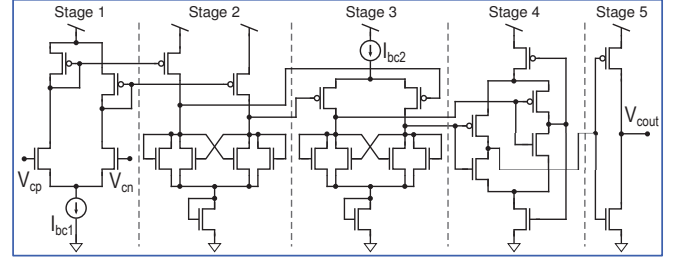 Stage 1 Stage 2 Stage 3 Stage 4 Stage 5
Ibc2
Vcout
Vcp Vcn
Ibc1